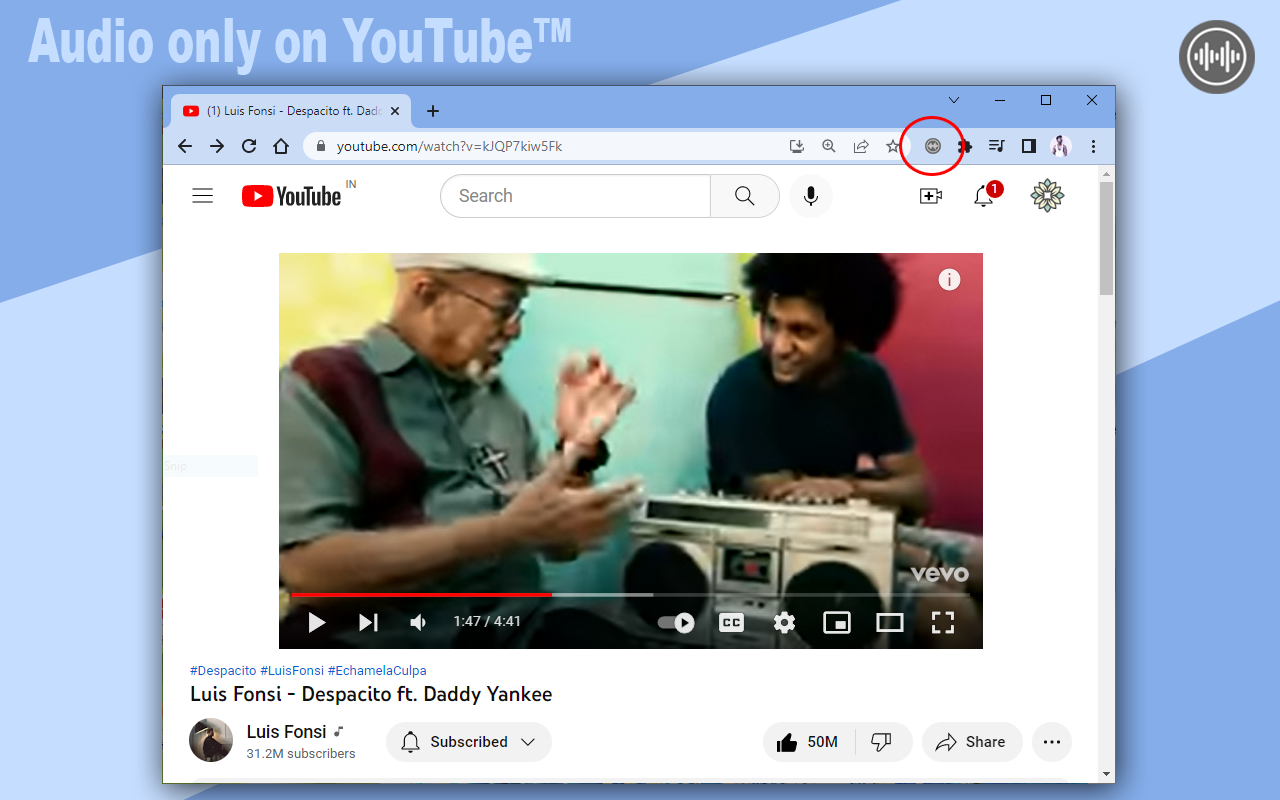 Audio only on YouTube™
(1) Luis Fonsi - Despacito ft. Dadd
youtube.com/watch?v=kJQP7kiw5Fk
YouTube IN
Search
1
i
Snip
vevo
1:47 / 4:41
CC
#Despacito #LuisFonsi #EchamelaCulpa
Luis Fonsi - Despacito ft. Daddy Yankee
Luis Fonsi
31.2M subscribers
Subscribed
50M
Share